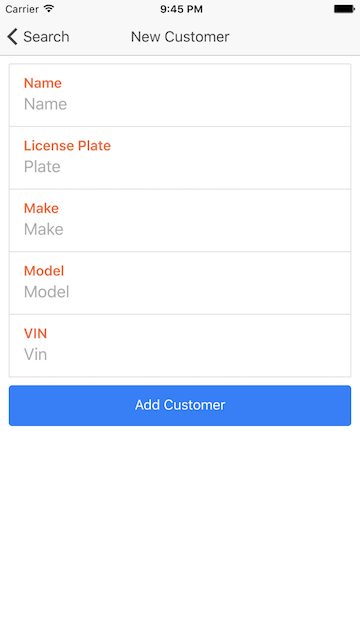 Carrier 9:45 PM
Search New Customer
Name
Name
License Plate
Plate
Make
Make
Model
Model
VIN
Vin
Add Customer